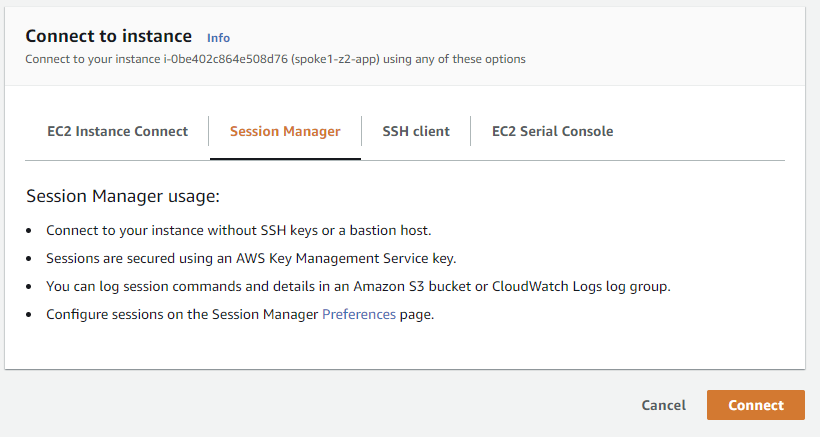 Connect to instance Info
Connect to your instance i-0be402c864e508d76 (spoke1-z2-app) using any of these options
EC2 Instance Connect
Session Manager
SSH client
EC2 Serial Console
Session Manager usage:
• Connect to your instance without SSH keys or a bastion host.
• Sessions are secured using an AWS Key Management Service key.
• You can log session commands and details in an Amazon S3 bucket or CloudWatch Logs log group.
• Configure sessions on the Session Manager Preferences page.
Cancel
Connect